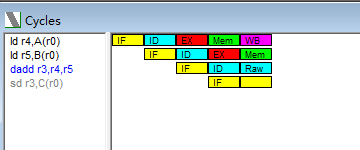 Cycles
ld r4,A(r0) IF ID EX Mem WB
ld r5,B(r0) IF ID EX Mem
dadd r3,r4,r5 IF ID Raw
sd r3,C(r0) IF